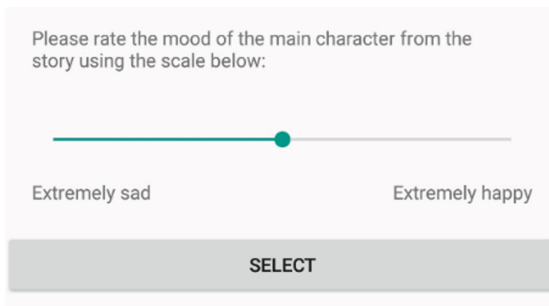 Please rate the mood of the main character from the
story using the scale below:
Extremely sad
Extremely happy
SELECT